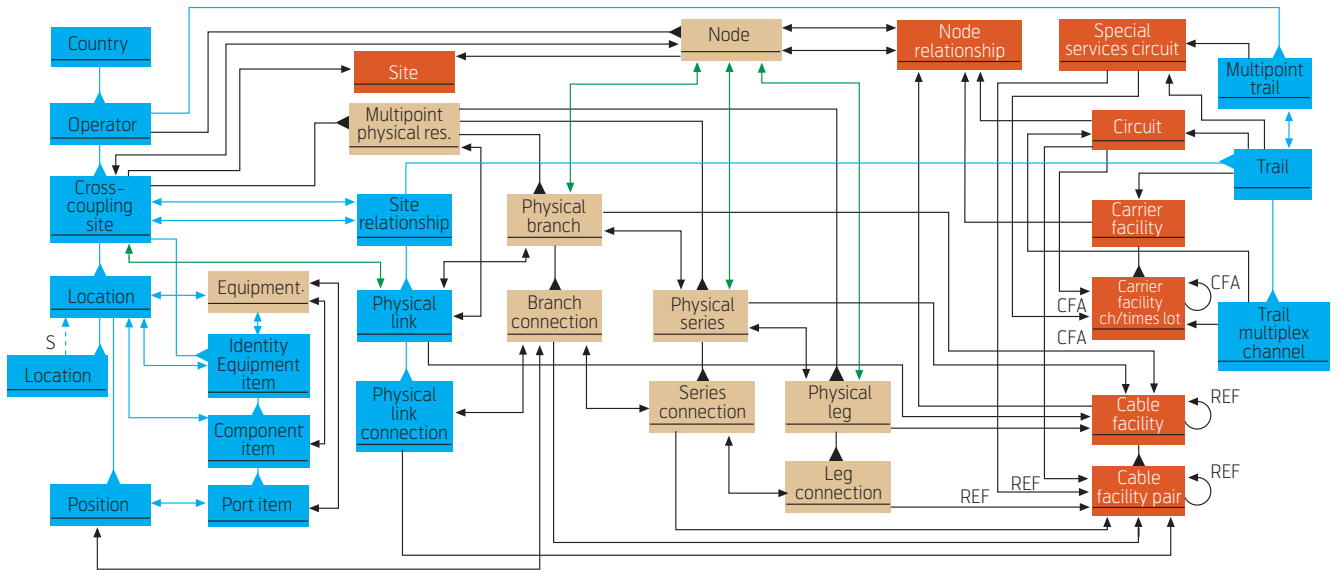 Country
Operator
Cross-
coupling
site
Location
S
Location
Position
Equipment.
Identity
Equipment
item
Component
item
Port item
Site
Multipoint
physical res.
Site
relationship
Physical
link
Physical
link
connection
Physical
branch
Branch
connection
Node
Physical
series
Series
connection
Physical
leg
Leg
connection
Node
relationship
Special
services circuit
Circuit
Carrier
facility
Carrier
facility
ch/times lot
CFA
CFA
CFA
Cable
facility
REF
Cable
facility pair
REF
REF
REF
Multipoint
trail
Trail
Trail
multiplex
channel